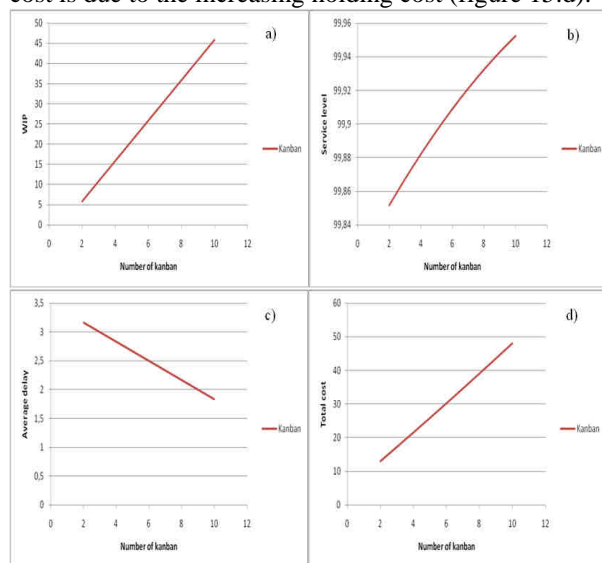 cost is due to the increasing holding cost (figure 13.d).
a)
50
45
40
35
30
25
20
15
10
5
0
WIP
0 2 4 6 8 10 12
Number of kanban
Kanban
b)
99,96
99,94
99,92
99,9
99,88
99,86
99,84
Service level
0 2 4 6 8 10 12
Number of kanban
Kanban
c)
3,5
3
2,5
2
1,5
1
0,5
0
Average delay
0 2 4 6 8 10 12
Number of kanban
Kanban
d)
60
50
40
30
20
10
0
Total cost
0 2 4 6 8 10 12
Number of kanban
Kanban